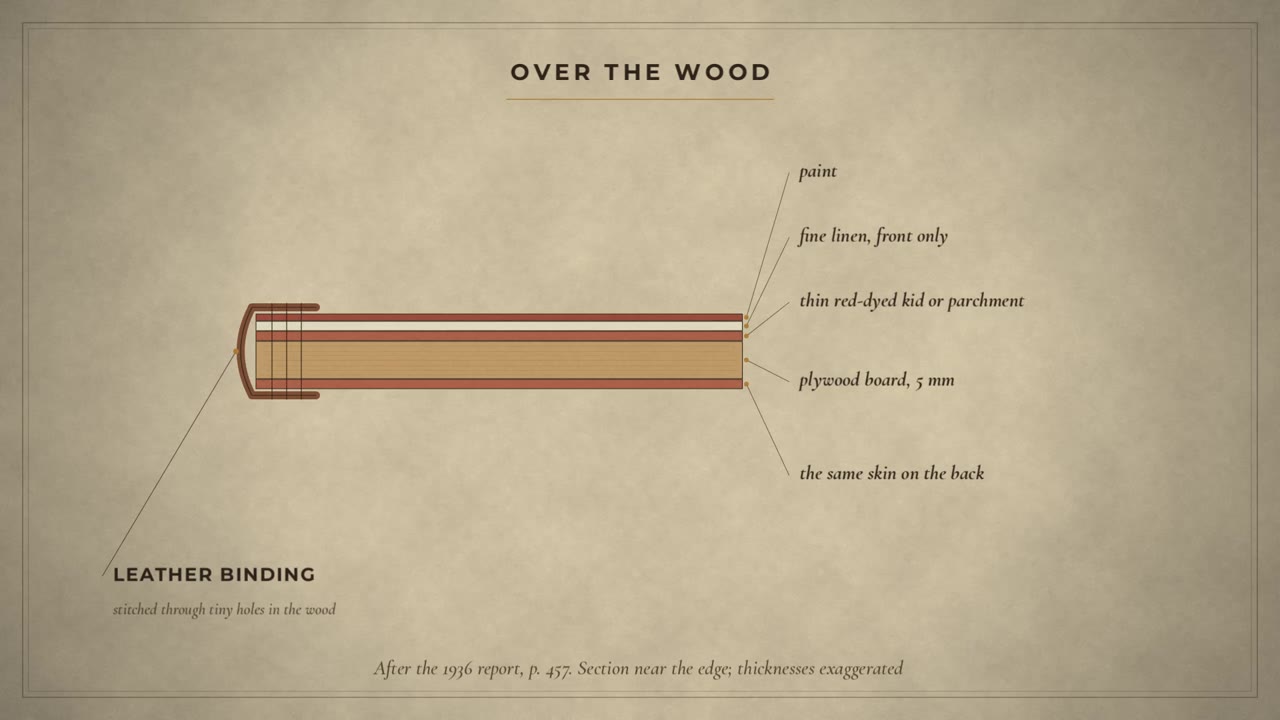 OVER THE WOOD
paint
fine linen, front only
thin red-dyed kid or parchment
plywood board, 5 mm
the same skin on the back
LEATHER BINDING
stitched through tiny holes in the wood
After the 1936 report, p. 457. Section near the edge; thicknesses exaggerated